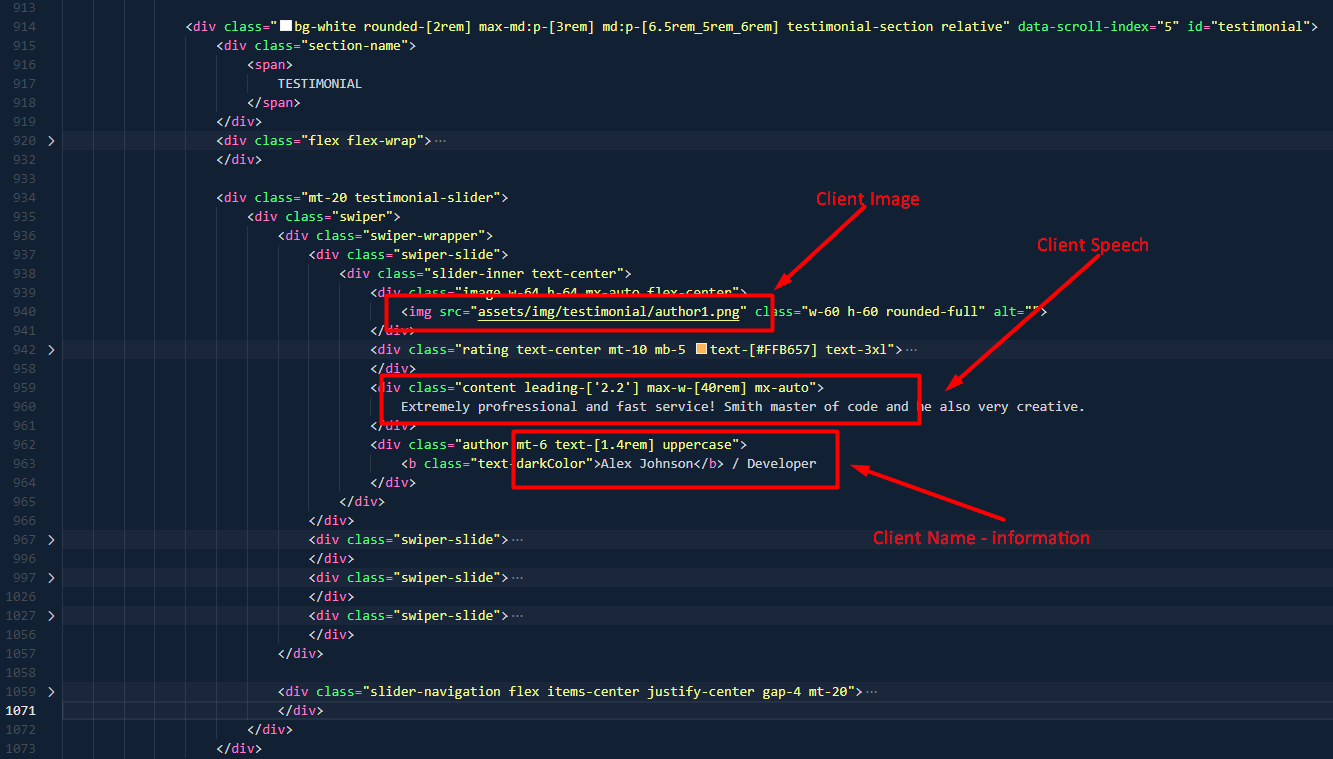 913
914 <div class="bg-white rounded-[2rem] max-md:p-[3rem] md:p-[6.5rem_5rem_6rem] testimonial-section relative" data-scroll-index="5" id="testimonial">
915 <div class="section-name">
916 <span>
917 TESTIMONIAL
918 </span>
919 </div>
920 <div class="flex flex-wrap">…
932 </div>
933
934 <div class="mt-20 testimonial-slider">
Client Image
935 <div class="swiper">
936 <div class="swiper-wrapper">
Client Speech
937 <div class="swiper-slide">
938 <div class="slider-inner text-center">
939 <div class="image w-64 h-64 mx-auto flex-center">
940 <img src="assets/img/testimonial/author1.png" class="w-60 h-60 rounded-full" alt="">
941 </div>
942 <div class="rating text-center mt-10 mb-5 text-[#FFB657] text-3xl">…
958 </div>
959 <div class="content leading-['2.2'] max-w-[40rem] mx-auto">
960 Extremely profressional and fast service! Smith master of code and he also very creative.
961 </div>
962 <div class="author mt-6 text-[1.4rem] uppercase">
963 <b class="text-darkColor">Alex Johnson</b> / Developer
964 </div>
965 </div>
966 </div>
967 <div class="swiper-slide">…
Client Name - information
996 </div>
997 <div class="swiper-slide">…
1026 </div>
1027 <div class="swiper-slide">…
1056 </div>
1057 </div>
1058
1059 <div class="slider-navigation flex items-center justify-center gap-4 mt-20">…
1071 </div>
1072 </div>
1073 </div>